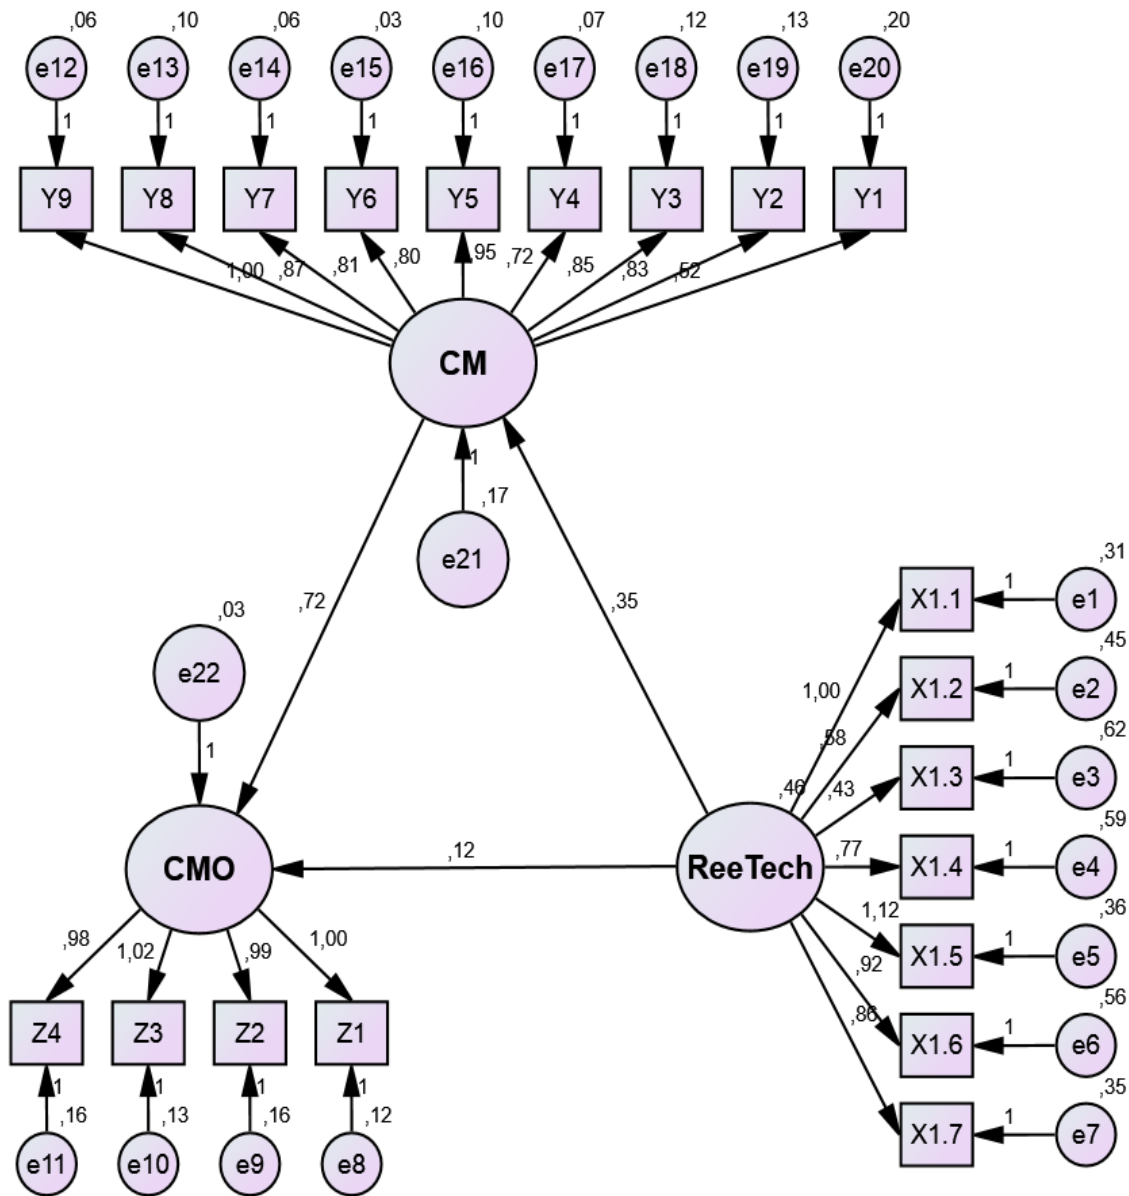 ,06 ,10 ,06 ,03 ,10 ,07 ,12 ,13 ,20
e12 e13 e14 e15 e16 e17 e18 e19 e20
1 1 1 1 1 1 1 1 1
Y9 Y8 Y7 Y6 Y5 Y4 Y3 Y2 Y1
1,00 ,87 ,81 ,80 ,95 ,72 ,85 ,83 ,52
CM
1
,17
e21
,72
,35
,03
e22
1
CMO
,12
,46
ReeTech
,98 1,02 ,99 1,00
Z4 Z3 Z2 Z1
1 1 1 1
,16 ,13 ,16 ,12
e11 e10 e9 e8
,31
X1.1 1 e1
1,00
,45
X1.2 1 e2
,58
,62
X1.3 1 e3
,43
,59
,77 X1.4 1 e4
,36
1,12 X1.5 1 e5
,92
,56
,86 X1.6 1 e6
,35
X1.7 1 e7